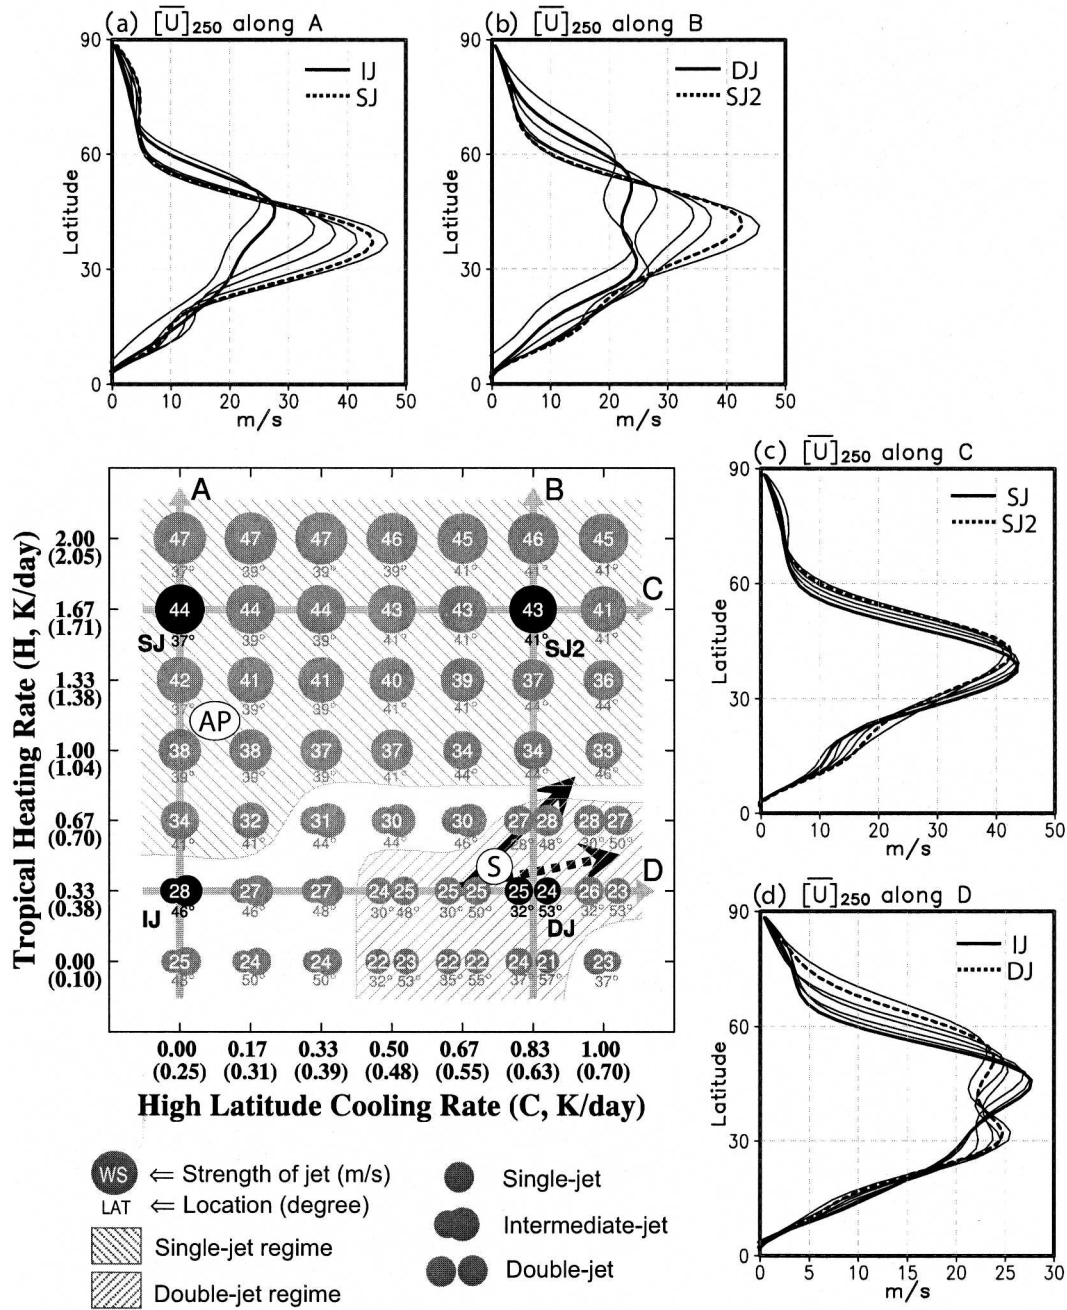 (a) [U]250 along A
90
60
30
0
Latitude
IJ
SJ
0 10 20 30 40 50
m/s
(b) [U]250 along B
90
60
30
0
Latitude
DJ
SJ2
0 10 20 30 40 50
m/s
A B
2.00 47 47 47 46 45 46 45
(2.05) 37° 39° 39° 39° 41° 41° 41°
1.67 44 44 44 43 43 43 41 C
(1.71) SJ 37° 39° 39° 41° 41° 41° SJ2 41°
1.33 42 41 41 40 39 37 36
(1.38) 37° 39° 39° 41° 41° 44° 44°
AP
1.00 38 38 37 37 34 34 33
(1.04) 39° 39° 39° 41° 44° 44° 46°
0.67 34 32 31 30 30 27 28 28 27
(0.70) 41° 41° 44° 44° 46° 28° 48° 30° 50°
S
0.33 28 27 27 24 25 25 25 25 24 26 23 D
(0.38) IJ 46° 46° 48° 30° 48° 30° 50° 32° 53° DJ 32° 53°
0.00 25 24 24 22 23 22 22 24 21 23
(0.10) 48° 50° 50° 32° 53° 35° 55° 37° 57° 37°
Tropical Heating Rate (H, K/day)
0.00 0.17 0.33 0.50 0.67 0.83 1.00
(0.25) (0.31) (0.39) (0.48) (0.55) (0.63) (0.70)
High Latitude Cooling Rate (C, K/day)
WS ⇐ Strength of jet (m/s)
LAT ⇐ Location (degree)
Single-jet regime
Double-jet regime
Single-jet
Intermediate-jet
Double-jet
(c) [U]250 along C
90
60
30
0
Latitude
SJ
SJ2
0 10 20 30 40 50
m/s
(d) [U]250 along D
90
60
30
0
Latitude
IJ
DJ
0 5 10 15 20 25 30
m/s